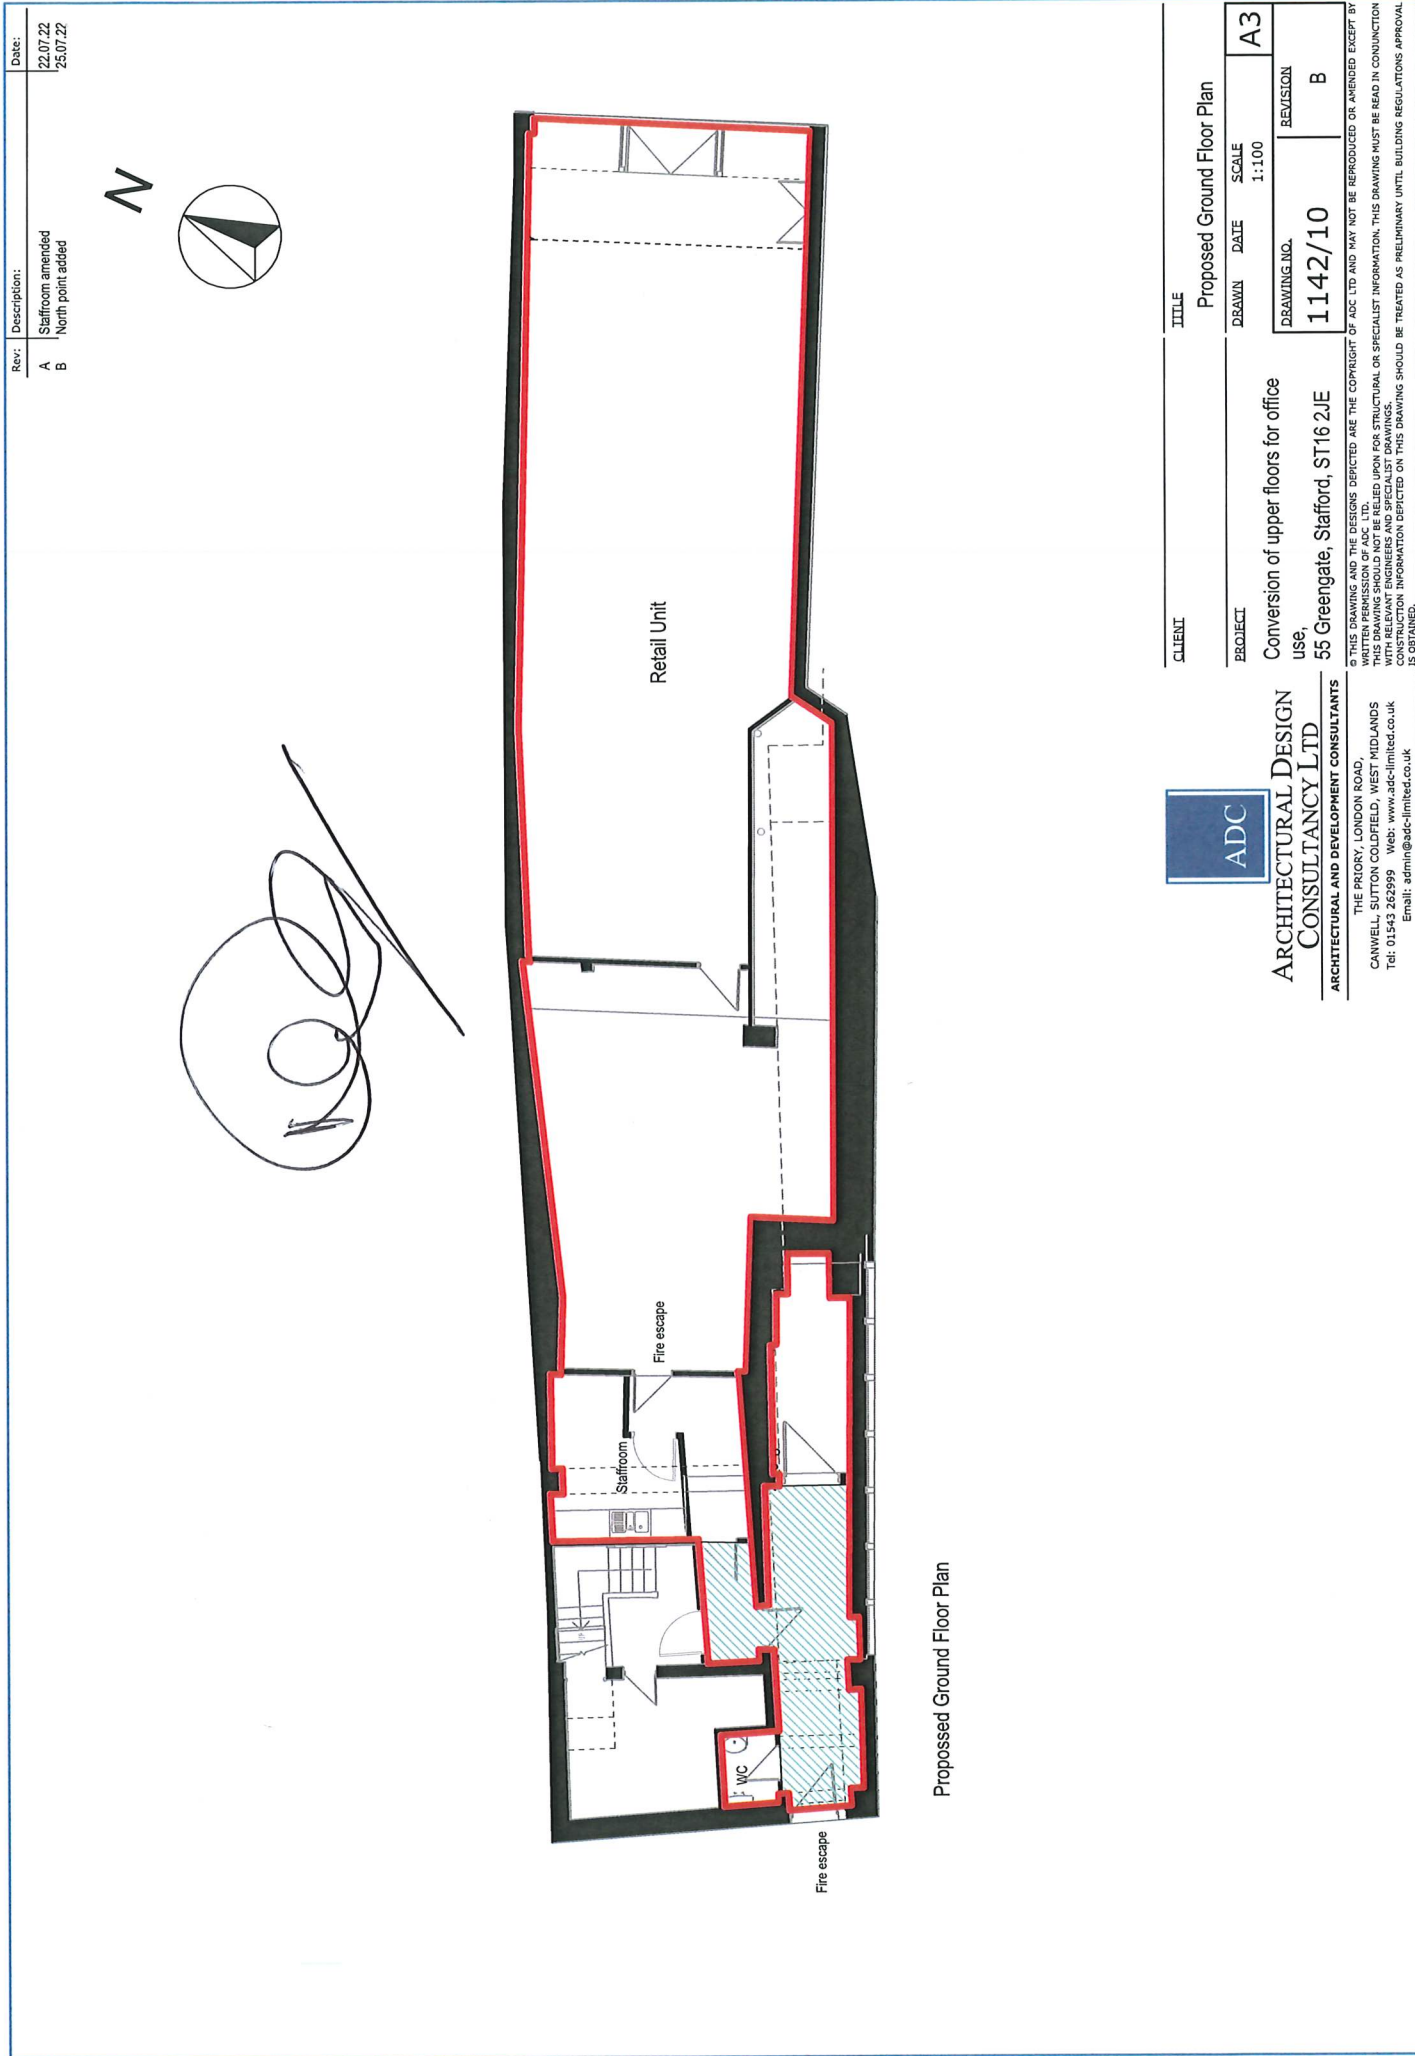 Rev: Description: Date:
A Staffroom amended 22.07.22
B North point added 25.07.22
N
Retail Unit
Fire escape
Staffroom
WC
Fire escape
Propossed Ground Floor Plan
ADC
ARCHITECTURAL DESIGN
CONSULTANCY LTD
ARCHITECTURAL AND DEVELOPMENT CONSULTANTS
THE PRIORY, LONDON ROAD,
CANWELL, SUTTON COLDFIELD, WEST MIDLANDS
Tel: 01543 262999 Web: www.adc-limited.co.uk
Email: admin@adc-limited.co.uk
CLIENT
TITLE
Proposed Ground Floor Plan
PROJECT
Conversion of upper floors for office
use,
55 Greengate, Stafford, ST16 2JE
DRAWN DATE SCALE
1:100
A3
DRAWING NO. REVISION
1142/10 B
© THIS DRAWING AND THE DESIGNS DEPICTED ARE THE COPYRIGHT OF ADC LTD AND MAY NOT BE REPRODUCED OR AMENDED EXCEPT BY
WRITTEN PERMISSION OF ADC LTD.
THIS DRAWING SHOULD NOT BE RELIED UPON FOR STRUCTURAL OR SPECIALIST INFORMATION. THIS DRAWING MUST BE READ IN CONJUNCTION
WITH RELEVANT ENGINEERS AND SPECIALIST DRAWINGS.
CONSTRUCTION INFORMATION DEPICTED ON THIS DRAWING SHOULD BE TREATED AS PRELIMINARY UNTIL BUILDING REGULATIONS APPROVAL
IS OBTAINED.